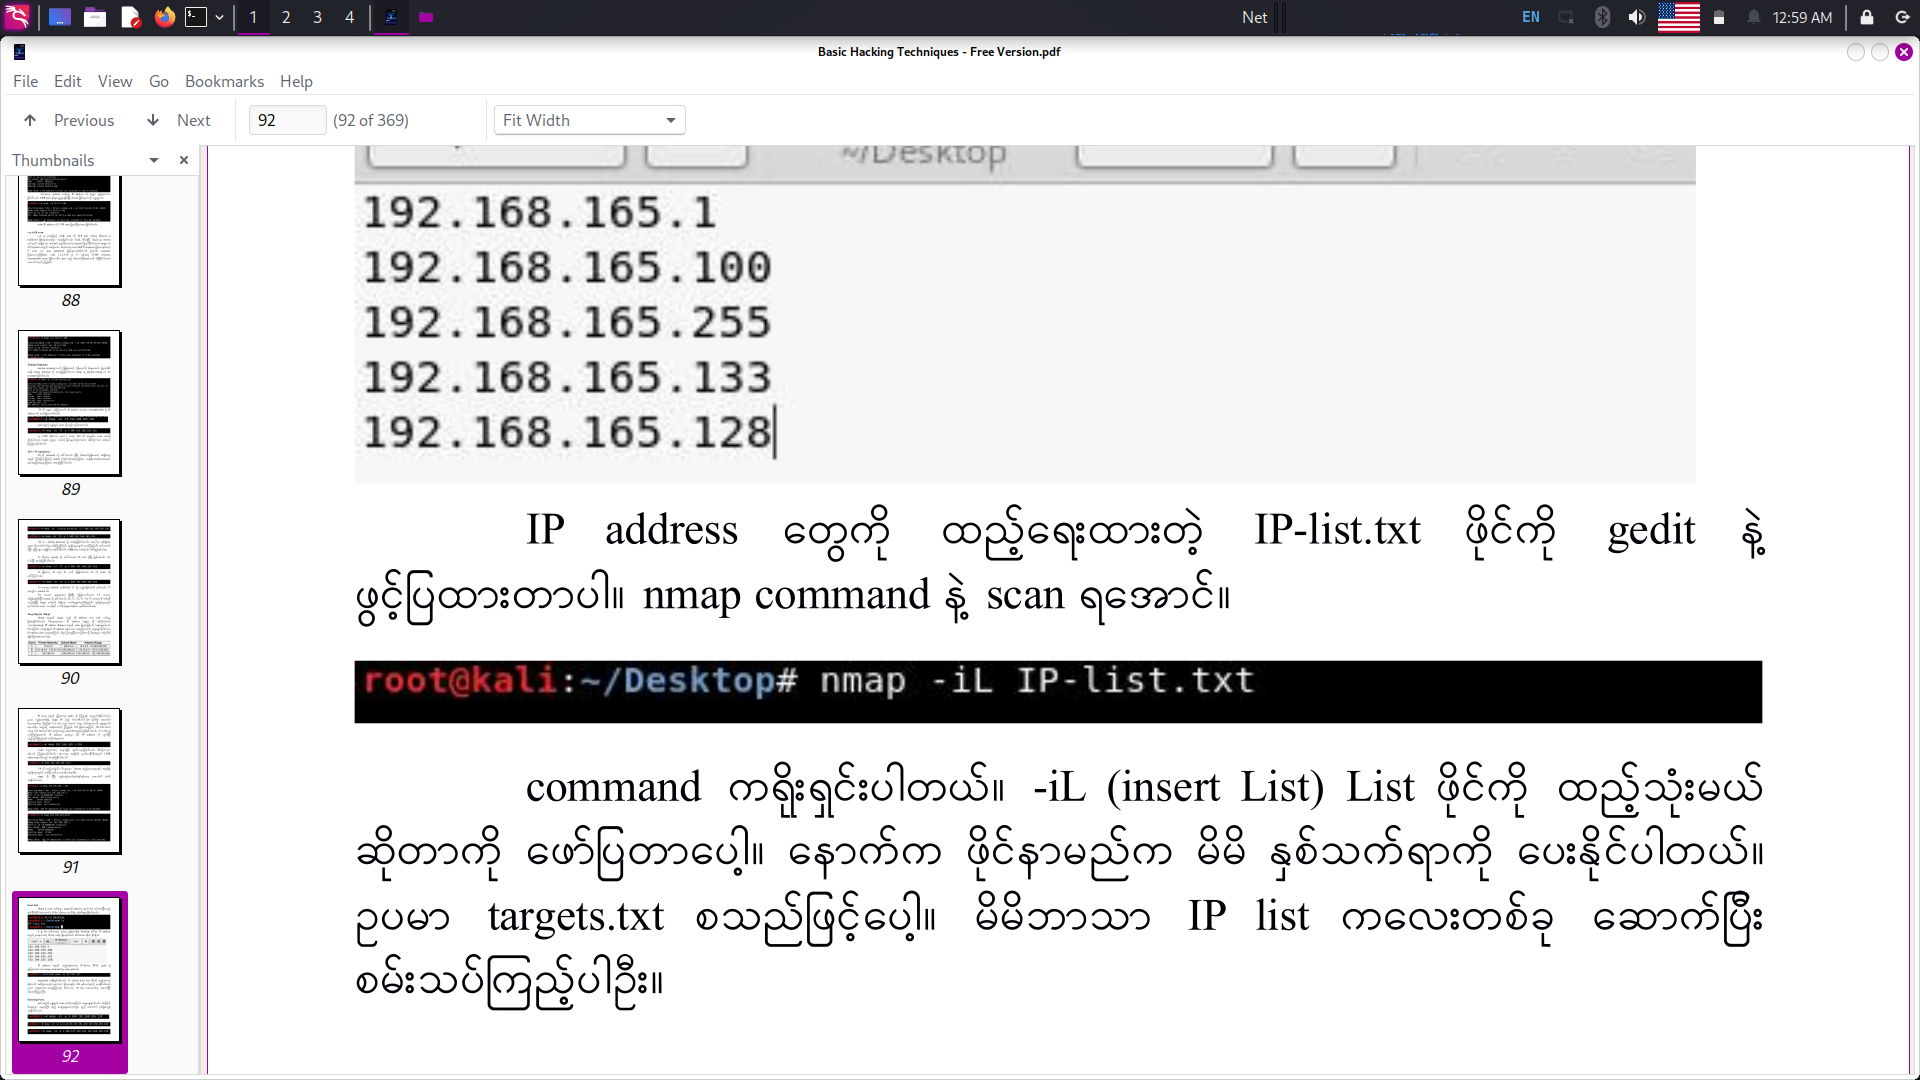 1 2 3 4 Net EN 12:59 AM
Basic Hacking Techniques - Free Version.pdf
File Edit View Go Bookmarks Help
Previous Next 92 (92 of 369) Fit Width
Thumbnails
88
89
90
91
92
~/Desktop
192.168.165.1
192.168.165.100
192.168.165.255
192.168.165.133
192.168.165.128
IP address တွေကို ထည့်ရေးထားတဲ့ IP-list.txt ဖိုင်ကို gedit နဲ့
ဖွင့်ပြထားတာပါ။ nmap command နဲ့ scan ရအောင်။
root@kali:~/Desktop# nmap -iL IP-list.txt
command ကရိုးရှင်းပါတယ်။ -iL (insert List) List ဖိုင်ကို ထည့်သုံးမယ်
ဆိုတာကို ဖော်ပြတာပေါ့။ နောက်က ဖိုင်နာမည်က မိမိ နှစ်သက်ရာကို ပေးနိုင်ပါတယ်။
ဥပမာ targets.txt စသည်ဖြင့်ပေါ့။ မိမိဘာသာ IP list ကလေးတစ်ခု ဆောက်ပြီး
စမ်းသပ်ကြည့်ပါဦး။